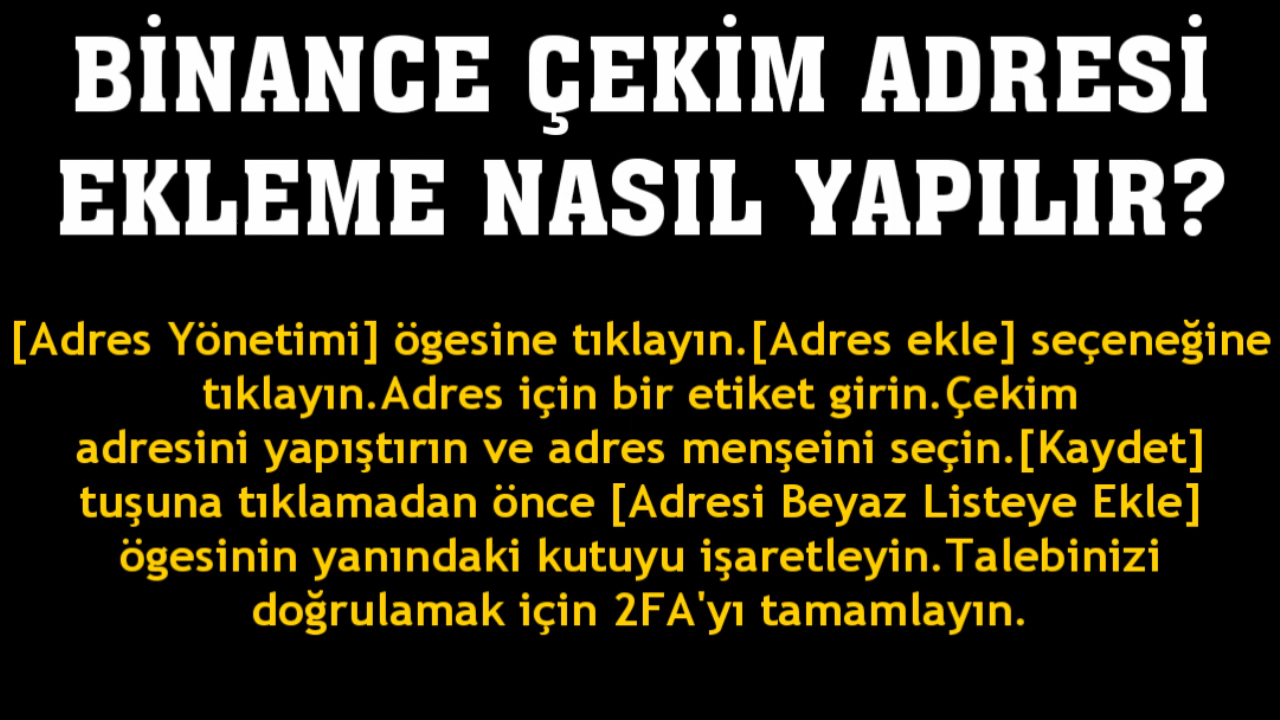 BİNANCE ÇEKİM ADRESİ
EKLEME NASIL YAPILIR?
[Adres Yönetimi] ögesine tıklayın.[Adres ekle] seçeneğine
tıklayın.Adres için bir etiket girin.Çekim
adresini yapıştırın ve adres menşeini seçin.[Kaydet]
tuşuna tıklamadan önce [Adresi Beyaz Listeye Ekle]
ögesinin yanındaki kutuyu işaretleyin.Talebinizi
doğrulamak için 2FA'yı tamamlayın.